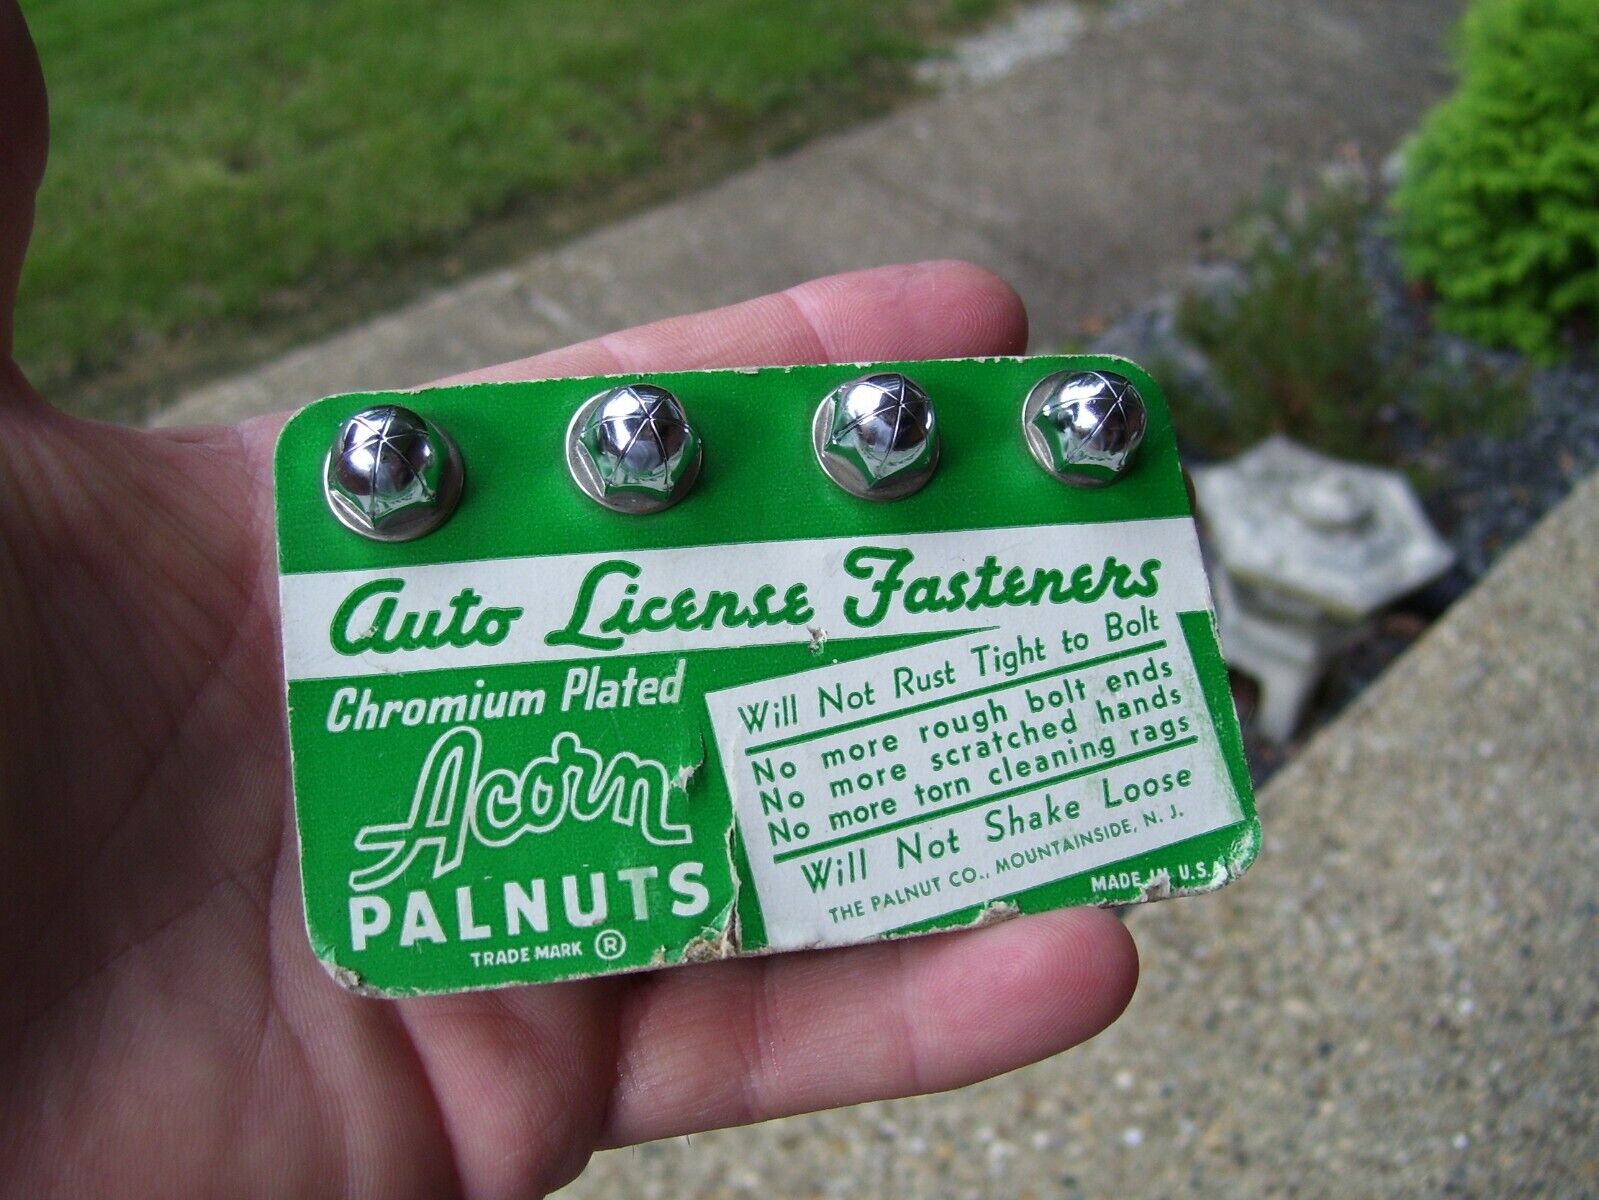 Auto License Fasteners
Chromium Plated
Acorn
PALNUTS
TRADE MARK ®
Will Not Rust Tight to Bolt
No more rough bolt ends
No more scratched hands
No more torn cleaning rags
Will Not Shake Loose
THE PALNUT CO., MOUNTAINSIDE, N. J.
MADE IN U.S.A